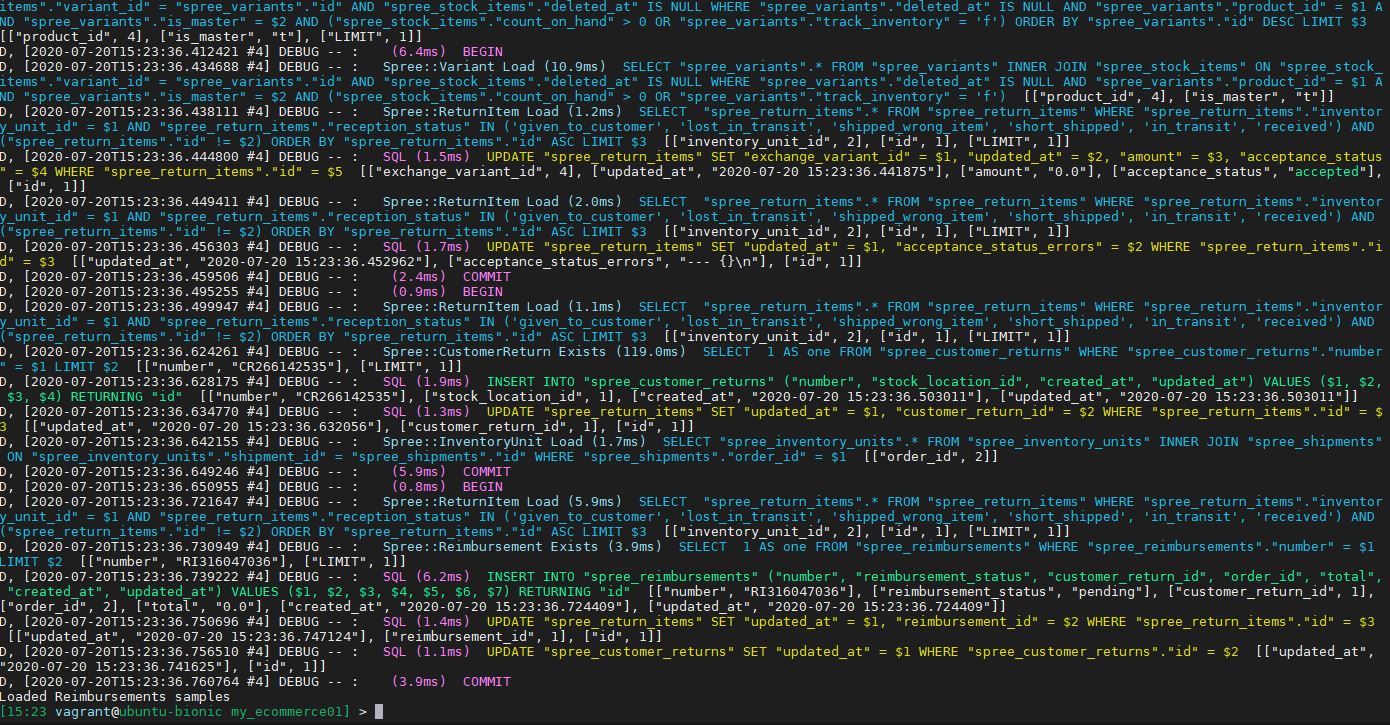 items"."variant_id" = "spree_variants"."id" AND "spree_stock_items"."deleted_at" IS NULL WHERE "spree_variants"."deleted_at" IS NULL AND "spree_variants"."product_id" = $1 A
ND "spree_variants"."is_master" = $2 AND ("spree_stock_items"."count_on_hand" > 0 OR "spree_variants"."track_inventory" = 'f') ORDER BY "spree_variants"."id" DESC LIMIT $3
[["product_id", 4], ["is_master", "t"], ["LIMIT", 1]]
D, [2020-07-20T15:23:36.412421 #4] DEBUG -- :    (6.4ms)  BEGIN
D, [2020-07-20T15:23:36.434688 #4] DEBUG -- :   Spree::Variant Load (10.9ms)  SELECT "spree_variants".* FROM "spree_variants" INNER JOIN "spree_stock_items" ON "spree_stock_
items"."variant_id" = "spree_variants"."id" AND "spree_stock_items"."deleted_at" IS NULL WHERE "spree_variants"."deleted_at" IS NULL AND "spree_variants"."product_id" = $1 A
ND "spree_variants"."is_master" = $2 AND ("spree_stock_items"."count_on_hand" > 0 OR "spree_variants"."track_inventory" = 'f')  [["product_id", 4], ["is_master", "t"]]
D, [2020-07-20T15:23:36.438111 #4] DEBUG -- :   Spree::ReturnItem Load (1.2ms)  SELECT  "spree_return_items".* FROM "spree_return_items" WHERE "spree_return_items"."inventor
y_unit_id" = $1 AND "spree_return_items"."reception_status" IN ('given_to_customer', 'lost_in_transit', 'shipped_wrong_item', 'short_shipped', 'in_transit', 'received') AND
("spree_return_items"."id" != $2) ORDER BY "spree_return_items"."id" ASC LIMIT $3  [["inventory_unit_id", 2], ["id", 1], ["LIMIT", 1]]
D, [2020-07-20T15:23:36.444800 #4] DEBUG -- :   SQL (1.5ms)  UPDATE "spree_return_items" SET "exchange_variant_id" = $1, "updated_at" = $2, "amount" = $3, "acceptance_status
" = $4 WHERE "spree_return_items"."id" = $5  [["exchange_variant_id", 4], ["updated_at", "2020-07-20 15:23:36.441875"], ["amount", "0.0"], ["acceptance_status", "accepted"],
["id", 1]]
D, [2020-07-20T15:23:36.449411 #4] DEBUG -- :   Spree::ReturnItem Load (2.0ms)  SELECT  "spree_return_items".* FROM "spree_return_items" WHERE "spree_return_items"."inventor
y_unit_id" = $1 AND "spree_return_items"."reception_status" IN ('given_to_customer', 'lost_in_transit', 'shipped_wrong_item', 'short_shipped', 'in_transit', 'received') AND
("spree_return_items"."id" != $2) ORDER BY "spree_return_items"."id" ASC LIMIT $3  [["inventory_unit_id", 2], ["id", 1], ["LIMIT", 1]]
D, [2020-07-20T15:23:36.456303 #4] DEBUG -- :   SQL (1.7ms)  UPDATE "spree_return_items" SET "updated_at" = $1, "acceptance_status_errors" = $2 WHERE "spree_return_items"."i
d" = $3  [["updated_at", "2020-07-20 15:23:36.452962"], ["acceptance_status_errors", "--- {}\n"], ["id", 1]]
D, [2020-07-20T15:23:36.459506 #4] DEBUG -- :    (2.4ms)  COMMIT
D, [2020-07-20T15:23:36.495255 #4] DEBUG -- :    (0.9ms)  BEGIN
D, [2020-07-20T15:23:36.499947 #4] DEBUG -- :   Spree::ReturnItem Load (1.1ms)  SELECT  "spree_return_items".* FROM "spree_return_items" WHERE "spree_return_items"."inventor
y_unit_id" = $1 AND "spree_return_items"."reception_status" IN ('given_to_customer', 'lost_in_transit', 'shipped_wrong_item', 'short_shipped', 'in_transit', 'received') AND
("spree_return_items"."id" != $2) ORDER BY "spree_return_items"."id" ASC LIMIT $3  [["inventory_unit_id", 2], ["id", 1], ["LIMIT", 1]]
D, [2020-07-20T15:23:36.624261 #4] DEBUG -- :   Spree::CustomerReturn Exists (119.0ms)  SELECT  1 AS one FROM "spree_customer_returns" WHERE "spree_customer_returns"."number
" = $1 LIMIT $2  [["number", "CR266142535"], ["LIMIT", 1]]
D, [2020-07-20T15:23:36.628175 #4] DEBUG -- :   SQL (1.9ms)  INSERT INTO "spree_customer_returns" ("number", "stock_location_id", "created_at", "updated_at") VALUES ($1, $2,
$3, $4) RETURNING "id"  [["number", "CR266142535"], ["stock_location_id", 1], ["created_at", "2020-07-20 15:23:36.503011"], ["updated_at", "2020-07-20 15:23:36.503011"]]
D, [2020-07-20T15:23:36.634770 #4] DEBUG -- :   SQL (1.3ms)  UPDATE "spree_return_items" SET "updated_at" = $1, "customer_return_id" = $2 WHERE "spree_return_items"."id" = $
3  [["updated_at", "2020-07-20 15:23:36.632056"], ["customer_return_id", 1], ["id", 1]]
D, [2020-07-20T15:23:36.642155 #4] DEBUG -- :   Spree::InventoryUnit Load (1.7ms)  SELECT "spree_inventory_units".* FROM "spree_inventory_units" INNER JOIN "spree_shipments"
ON "spree_inventory_units"."shipment_id" = "spree_shipments"."id" WHERE "spree_shipments"."order_id" = $1  [["order_id", 2]]
D, [2020-07-20T15:23:36.649246 #4] DEBUG -- :    (5.9ms)  COMMIT
D, [2020-07-20T15:23:36.650955 #4] DEBUG -- :    (0.8ms)  BEGIN
D, [2020-07-20T15:23:36.721647 #4] DEBUG -- :   Spree::ReturnItem Load (5.9ms)  SELECT  "spree_return_items".* FROM "spree_return_items" WHERE "spree_return_items"."inventor
y_unit_id" = $1 AND "spree_return_items"."reception_status" IN ('given_to_customer', 'lost_in_transit', 'shipped_wrong_item', 'short_shipped', 'in_transit', 'received') AND
("spree_return_items"."id" != $2) ORDER BY "spree_return_items"."id" ASC LIMIT $3  [["inventory_unit_id", 2], ["id", 1], ["LIMIT", 1]]
D, [2020-07-20T15:23:36.730949 #4] DEBUG -- :   Spree::Reimbursement Exists (3.9ms)  SELECT  1 AS one FROM "spree_reimbursements" WHERE "spree_reimbursements"."number" = $1
LIMIT $2  [["number", "RI316047036"], ["LIMIT", 1]]
D, [2020-07-20T15:23:36.739222 #4] DEBUG -- :   SQL (6.2ms)  INSERT INTO "spree_reimbursements" ("number", "reimbursement_status", "customer_return_id", "order_id", "total",
"created_at", "updated_at") VALUES ($1, $2, $3, $4, $5, $6, $7) RETURNING "id"  [["number", "RI316047036"], ["reimbursement_status", "pending"], ["customer_return_id", 1],
["order_id", 2], ["total", "0.0"], ["created_at", "2020-07-20 15:23:36.724409"], ["updated_at", "2020-07-20 15:23:36.724409"]]
D, [2020-07-20T15:23:36.750696 #4] DEBUG -- :   SQL (1.4ms)  UPDATE "spree_return_items" SET "updated_at" = $1, "reimbursement_id" = $2 WHERE "spree_return_items"."id" = $3
[["updated_at", "2020-07-20 15:23:36.747124"], ["reimbursement_id", 1], ["id", 1]]
D, [2020-07-20T15:23:36.756510 #4] DEBUG -- :   SQL (1.1ms)  UPDATE "spree_customer_returns" SET "updated_at" = $1 WHERE "spree_customer_returns"."id" = $2  [["updated_at",
"2020-07-20 15:23:36.741625"], ["id", 1]]
D, [2020-07-20T15:23:36.760764 #4] DEBUG -- :    (3.9ms)  COMMIT
Loaded Reimbursements samples
[15:23 vagrant@ubuntu-bionic my_ecommerce01] >